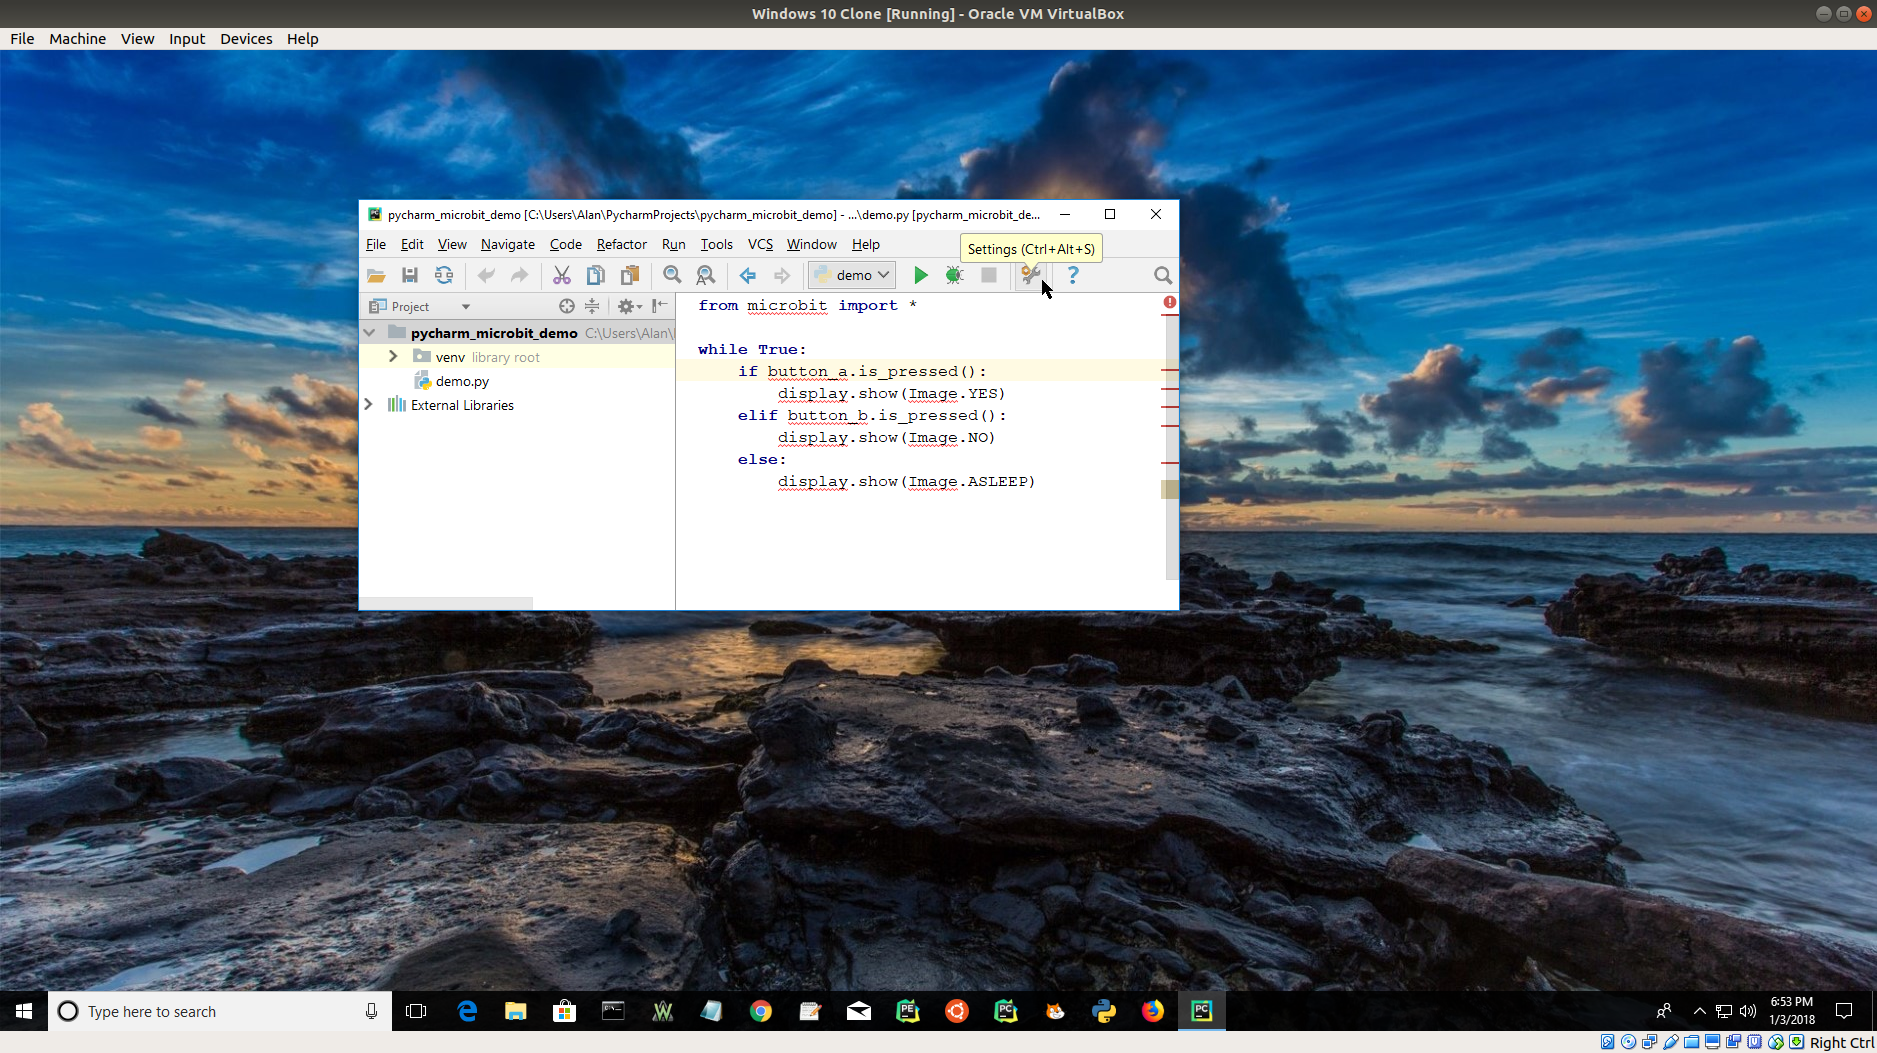 Windows 10 Clone [Running] - Oracle VM VirtualBox
File Machine View Input Devices Help
pycharm_microbit_demo [C:\Users\Alan\PycharmProjects\pycharm_microbit_demo] - ...\demo.py [pycharm_microbit_de...
File Edit View Navigate Code Refactor Run Tools VCS Window Help
Settings (Ctrl+Alt+S)
demo
Project
pycharm_microbit_demo C:\Users\Alan\
venv library root
demo.py
External Libraries
from microbit import *
while True:
if button_a.is_pressed():
display.show(Image.YES)
elif button_b.is_pressed():
display.show(Image.NO)
else:
display.show(Image.ASLEEP)
Type here to search
PE
PC
PC
6:53 PM
1/3/2018
Right Ctrl